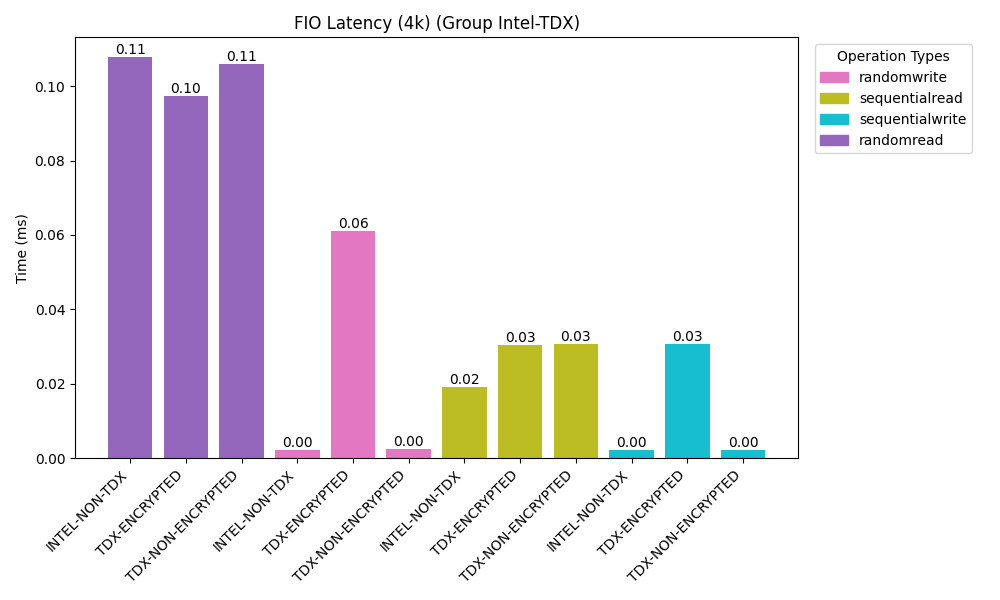 FIO Latency (4k) (Group Intel-TDX)
Time (ms)
0.10
0.08
0.06
0.04
0.02
0.00
0.11
0.10
0.11
0.00
0.06
0.00
0.02
0.03
0.03
0.00
0.03
0.00
INTEL-NON-TDX
TDX-ENCRYPTED
TDX-NON-ENCRYPTED
INTEL-NON-TDX
TDX-ENCRYPTED
TDX-NON-ENCRYPTED
INTEL-NON-TDX
TDX-ENCRYPTED
TDX-NON-ENCRYPTED
INTEL-NON-TDX
TDX-ENCRYPTED
TDX-NON-ENCRYPTED
Operation Types
randomwrite
sequentialread
sequentialwrite
randomread